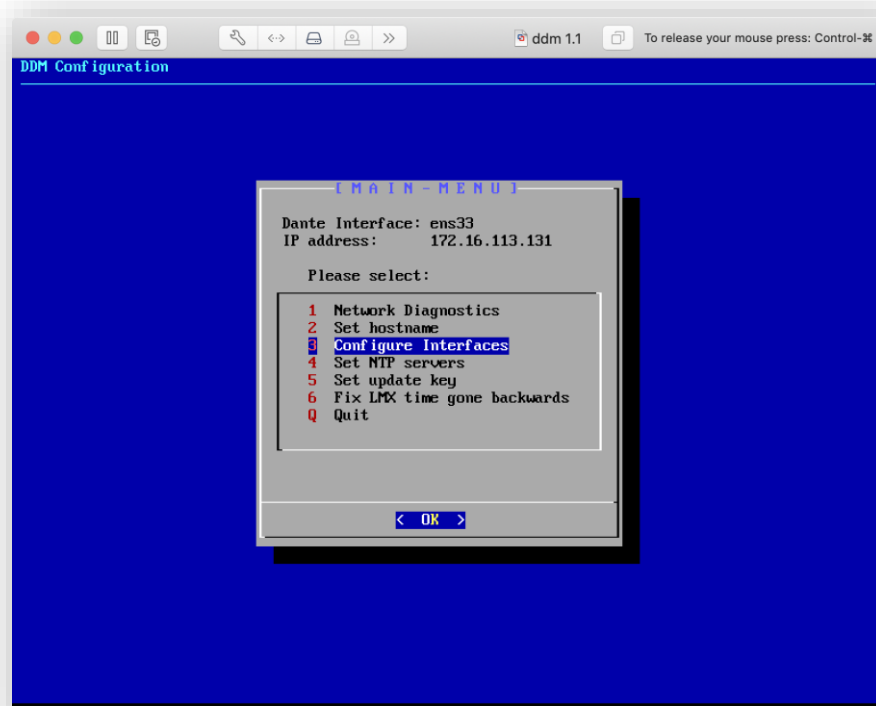 ddm 1.1
To release your mouse press: Control-⌘
DDM Configuration
[ M A I N - M E N U ]
Dante Interface: ens33
IP address: 172.16.113.131
Please select:
1 Network Diagnostics
2 Set hostname
3 Configure Interfaces
4 Set NTP servers
5 Set update key
6 Fix LMX time gone backwards
Q Quit
< OK >